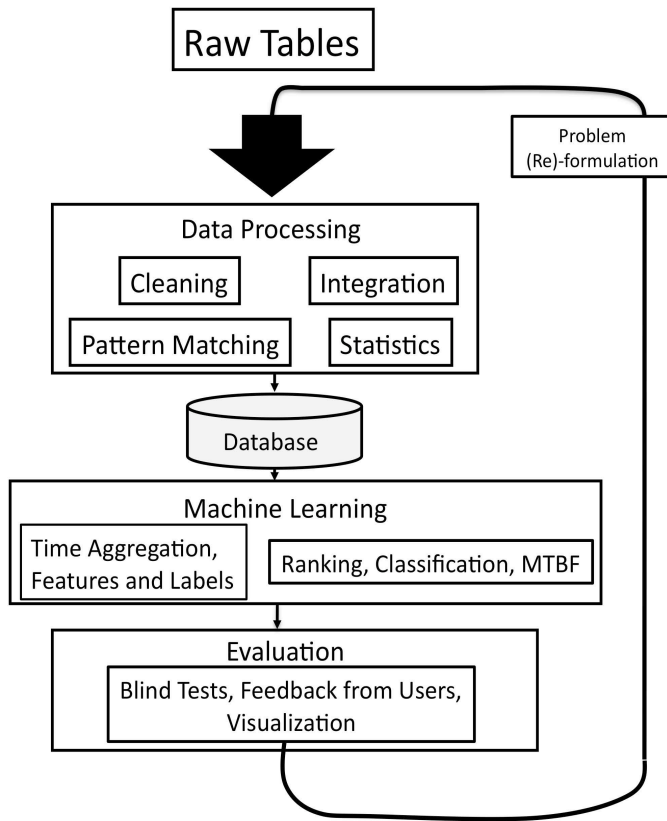 Raw Tables
Problem
(Re)-formulation
Data Processing
Cleaning
Integration
Pattern Matching
Statistics
Database
Machine Learning
Time Aggregation,
Features and Labels
Ranking, Classification, MTBF
Evaluation
Blind Tests, Feedback from Users,
Visualization